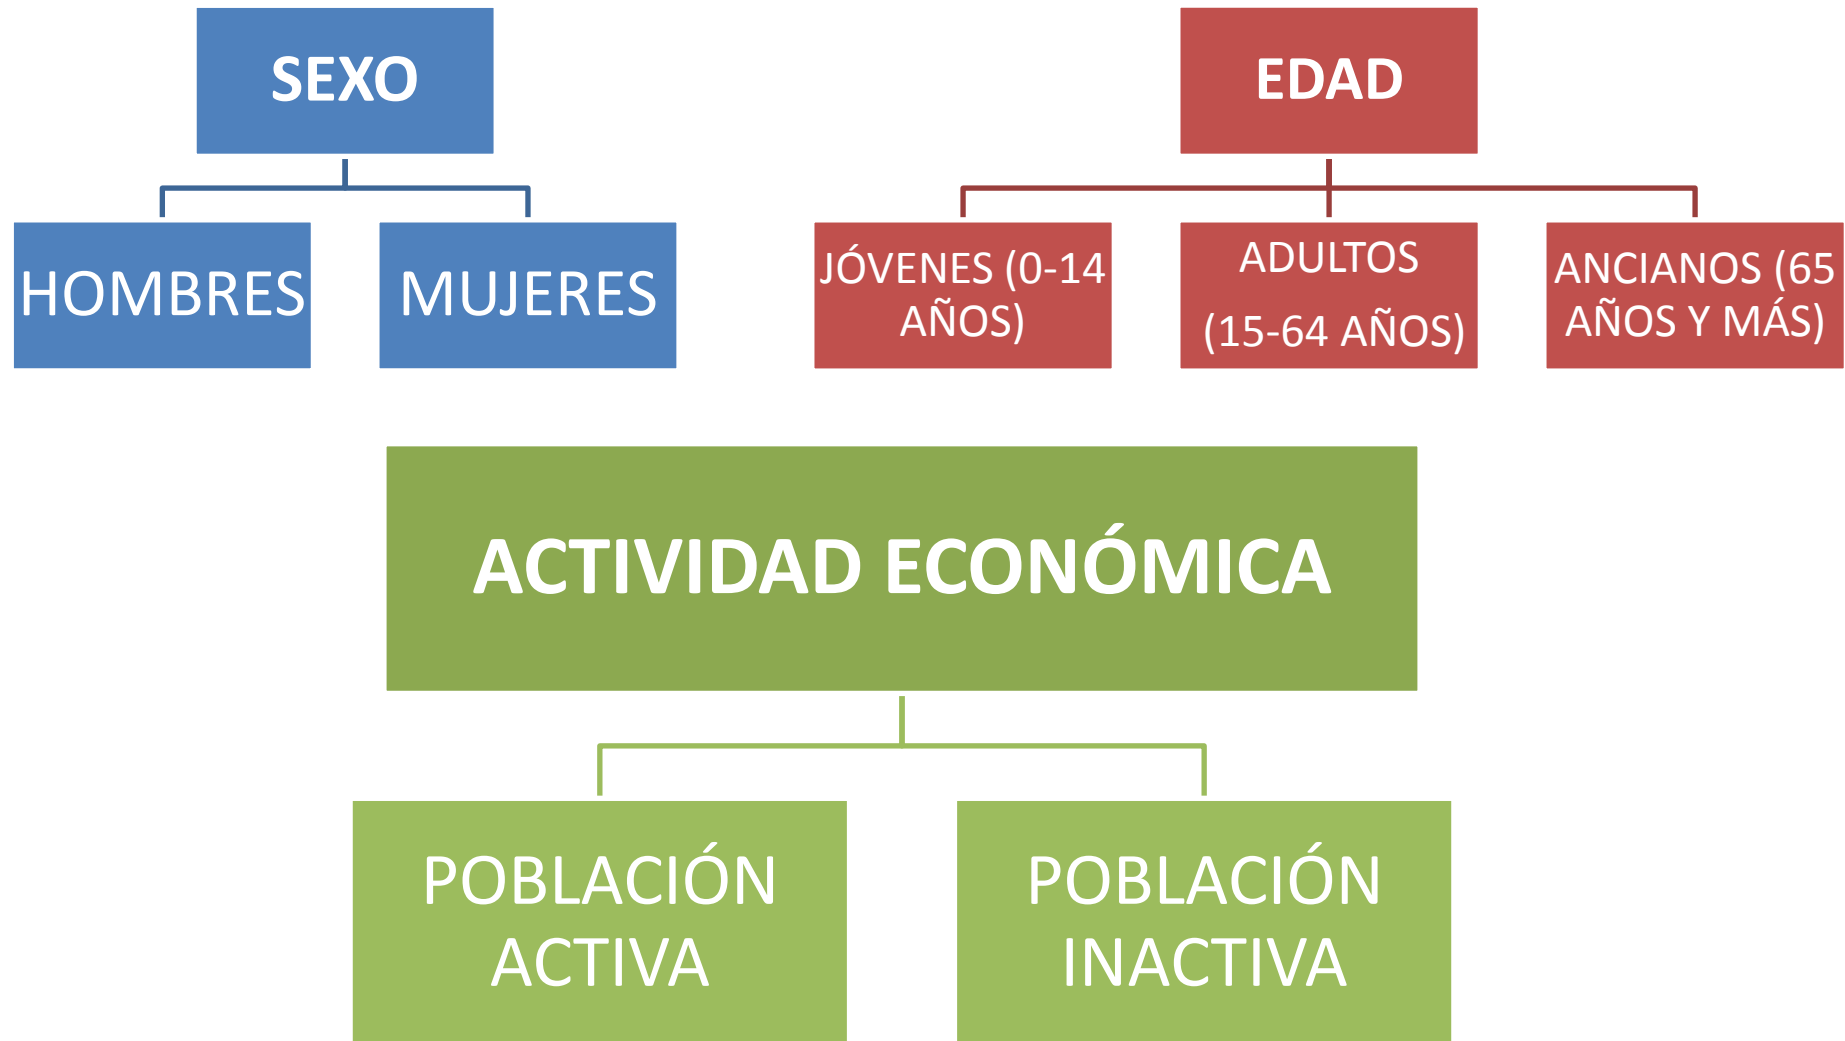 SEXO
HOMBRES
MUJERES
EDAD
JÓVENES (0-14
AÑOS)
ADULTOS
(15-64 AÑOS)
ANCIANOS (65
AÑOS Y MÁS)
ACTIVIDAD ECONÓMICA
POBLACIÓN
ACTIVA
POBLACIÓN
INACTIVA